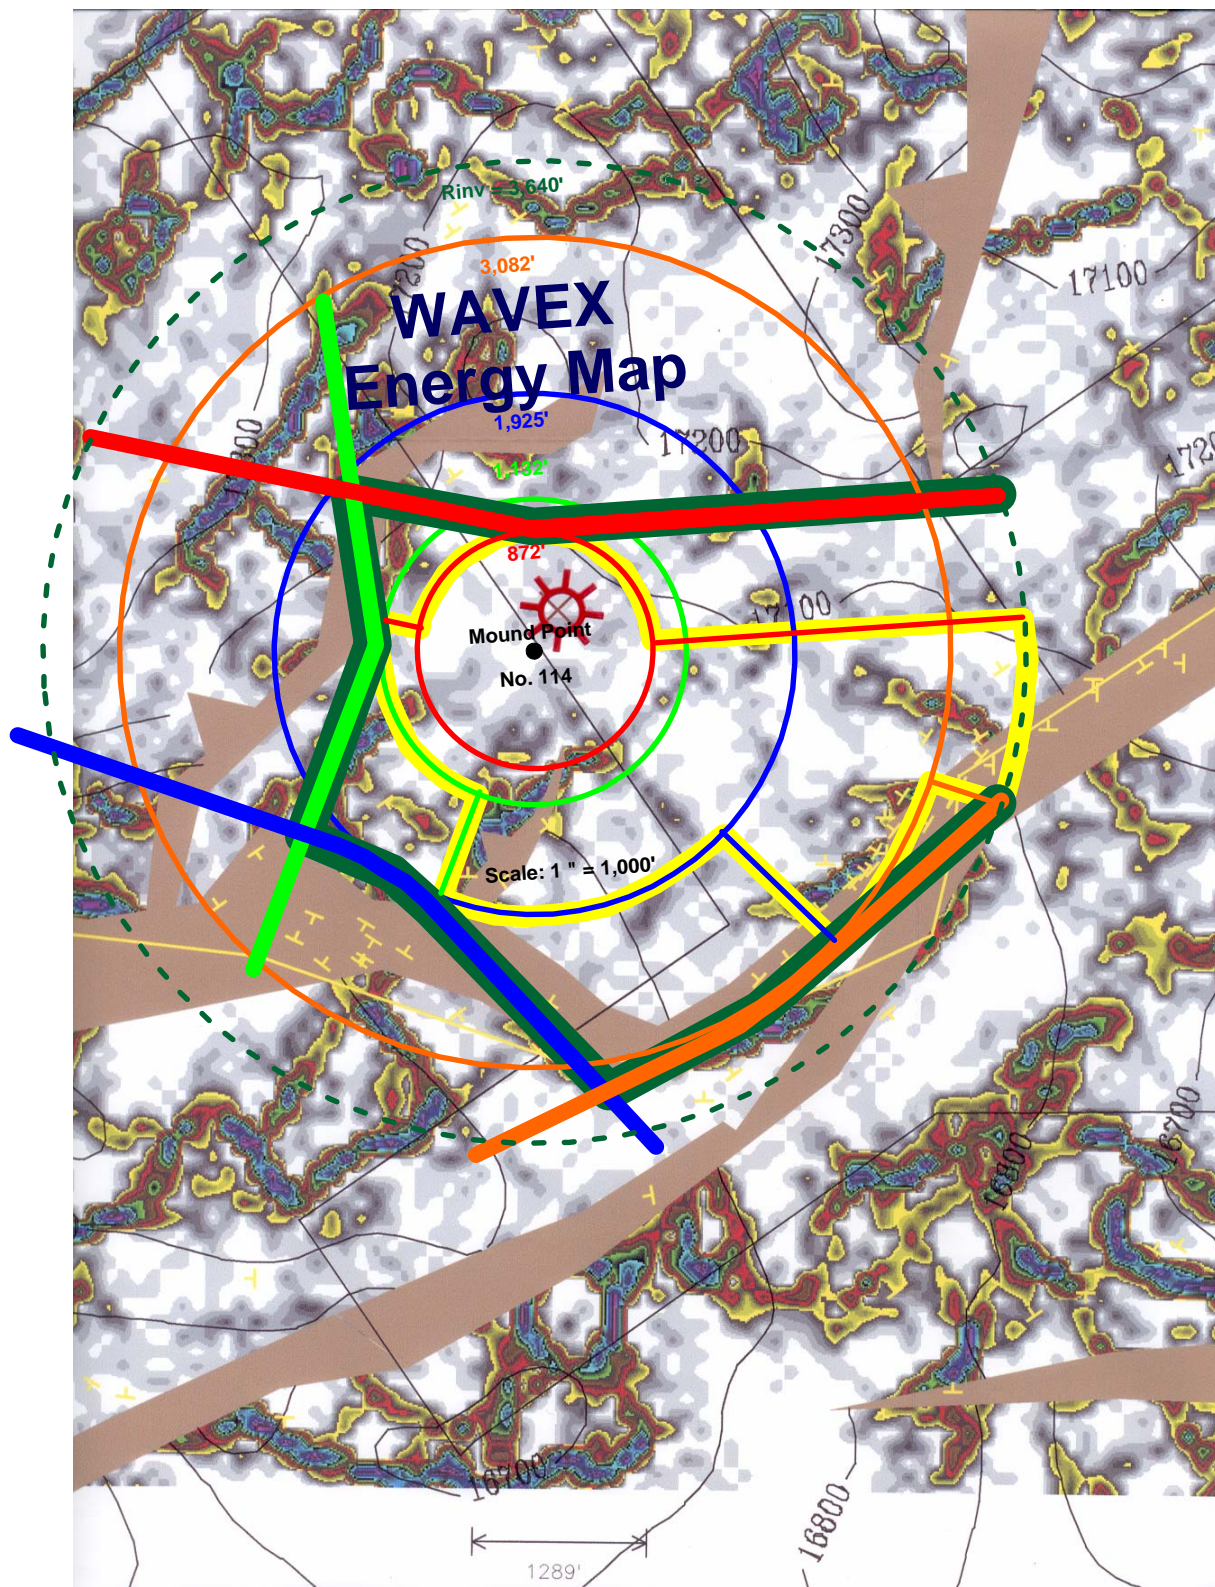 Rinv = 3,640'
17300
3,082'
17100
WAVEX
Energy Map
1,925'
17200
1,132'
872'
17100
Mound Point
No. 114
Scale: 1 " = 1,000'
16700
16800
16700
16800
1289'